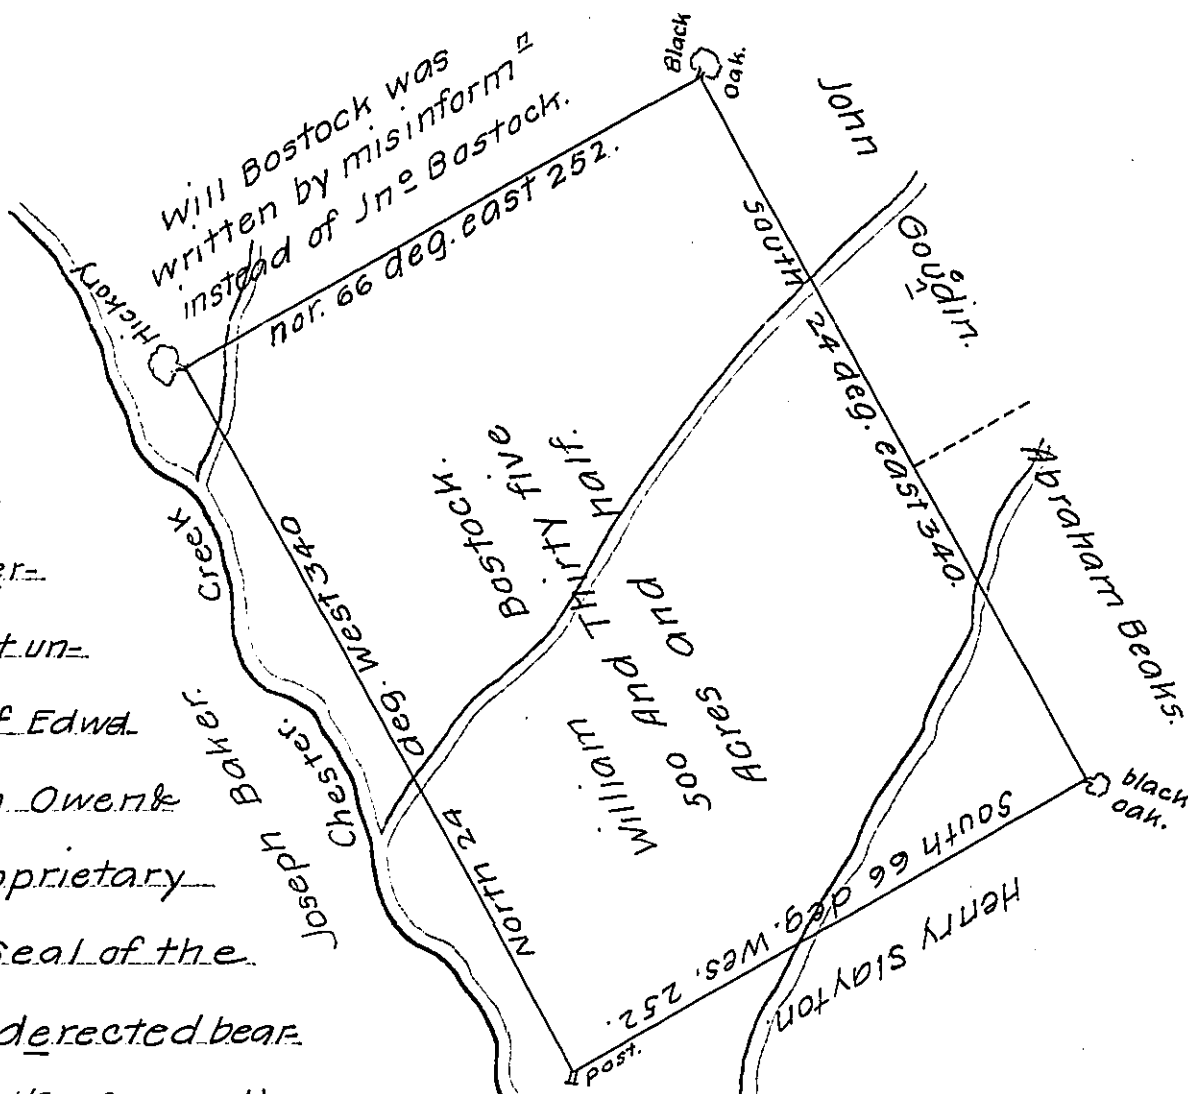 Will Bostock was
written by misinformⁿ
instead of Jnº Bostock.
nor. 66 deg. east 252.
Black
Oak.
John
Gouºdin.
south 24 deg. east 340.
Abraham Beaks.
Hickory
Creek
Chester.
Joseph Baker.
North 24 deg. West 340
William Bostock.
500 And Thirty five
Acres and half.
black
oak.
South 66 deg. Wes. 252.
Henry Slayton.
post.
er-
t un-
f Edwd
n Owen &
oprietary
seal of the
derected bear-